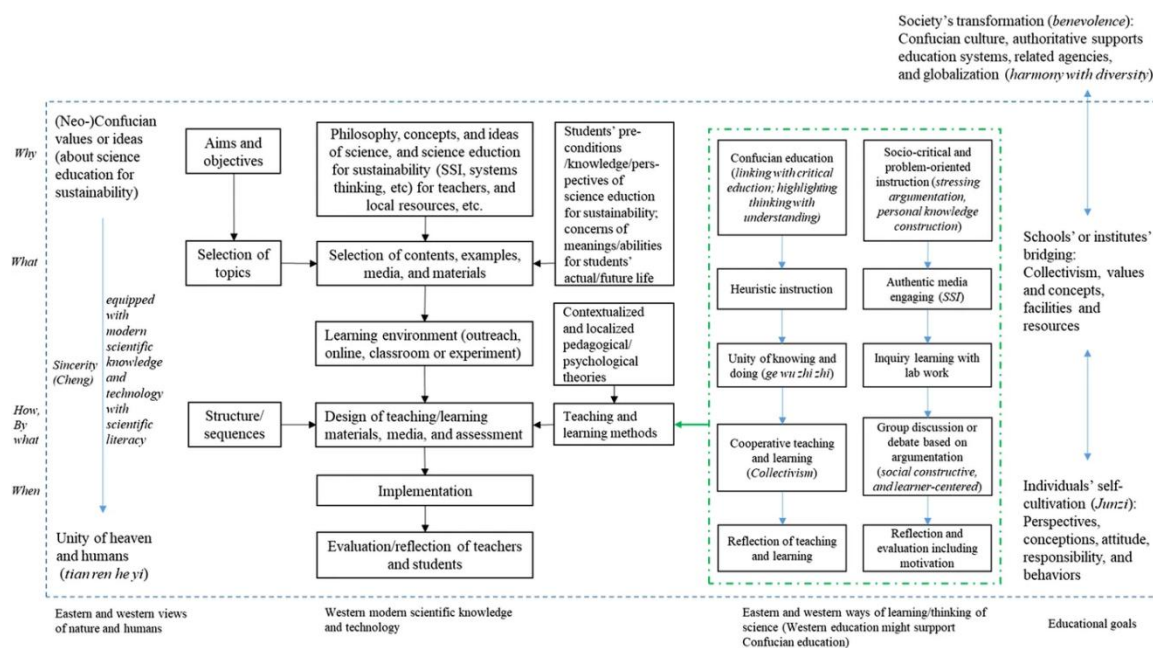 Society's transformation (benevolence):
Confucian culture, authoritative supports
education systems, related agencies,
and globalization (harmony with diversity)
Why
What
How,
By
what
When
(Neo-)Confucian
values or ideas
(about science
education for
sustainability)
Sincerity
(Cheng)
equipped
with
modern
scientific
knowledge
and
technology
with
scientific
literacy
Unity of heaven
and humans
(tian ren he yi)
Aims and
objectives
Selection of
topics
Structure/
sequences
Philosophy, concepts, and ideas
of science, and science eduction
for sustainability (SSI, systems
thinking, etc) for teachers, and
local resources, etc.
Selection of contents, examples,
media, and materials
Learning environment (outreach,
online, classroom or experiment)
Design of teaching/learning
materials, media, and assessment
Implementation
Evaluation/reflection of teachers
and students
Students' pre-
conditions
/knowledge/pers-
pectives of
science eduction
for sustainability;
concerns of
meanings/abilities
for students'
actual/future life
Contextualized
and localized
pedagogical/
psychological
theories
Teaching and
learning methods
Confucian education
(linking with critical
eduction; highlighting
thinking with
understanding)
Heuristic instruction
Unity of knowing and
doing (ge wu zhi zhi)
Cooperative teaching
and learning
(Collectivism)
Reflection of teaching
and learning
Socio-critical and
problem-oriented
instruction (stressing
argumentation,
personal knowledge
construction)
Authentic media
engaging (SSI)
Inquiry learning with
lab work
Group discussion or
debate based on
argumentation
(social constructive,
and learner-centered)
Reflection and
evaluation including
motivation
Schools' or institutes'
bridging:
Collectivism, values
and concepts,
facilities and
resources
Individuals' self-
cultivation (Junzi):
Perspectives,
conceptions, attitude,
responsibility, and
behaviors
Eastern and western views
of nature and humans
Western modern scientific knowledge
and technology
Eastern and western ways of learning/thinking of
science (Western education might surpport
Confucian education)
Educational goals